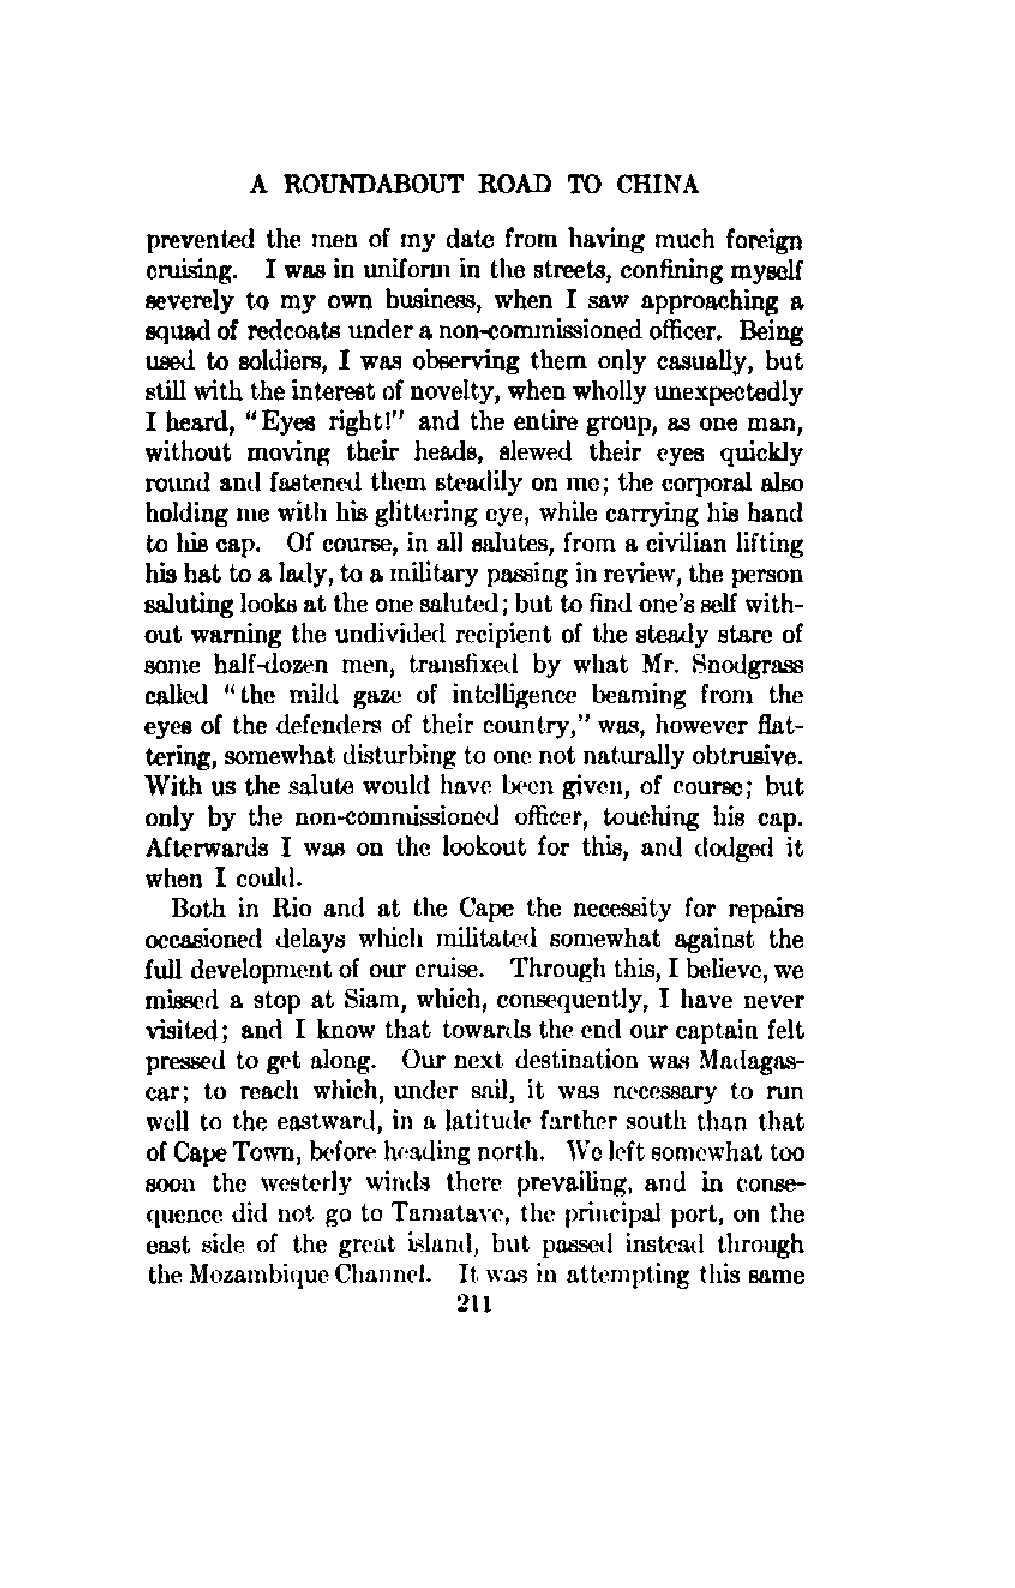 A ROUNDABOUT ROAD TO CHINA
prevented the men of my date from having much foreign
cruising. I was in uniform in the streets, confining myself
severely to my own business, when I saw approaching a
squad of redcoats under a non-commissioned officer. Being
used to soldiers, I was observing them only casually, but
still with the interest of novelty, when wholly unexpectedly
I heard, "Eyes right!" and the entire group, as one man,
without moving their heads, slewed their eyes quickly
round and fastened them steadily on me; the corporal also
holding me with his glittering eye, while carrying his hand
to his cap. Of course, in all salutes, from a civilian lifting
his hat to a lady, to a military passing in review, the person
saluting looks at the one saluted; but to find one's self with-
out warning the undivided recipient of the steady stare of
some half-dozen men, transfixed by what Mr. Snodgrass
called "the mild gaze of intelligence beaming from the
eyes of the defenders of their country," was, however flat-
tering, somewhat disturbing to one not naturally obtrusive.
With us the salute would have been given, of course; but
only by the non-commissioned officer, touching his cap.
Afterwards I was on the lookout for this, and dodged it
when I could.
Both in Rio and at the Cape the necessity for repairs
occasioned delays which militated somewhat against the
full development of our cruise. Through this, I believe, we
missed a stop at Siam, which, consequently, I have never
visited; and I know that towards the end our captain felt
pressed to get along. Our next destination was Madagas-
car; to reach which, under sail, it was necessary to run
well to the eastward, in a latitude farther south than that
of Cape Town, before heading north. We left somewhat too
soon the westerly winds there prevailing, and in conse-
quence did not go to Tamatave, the principal port, on the
east side of the great island, but passed instead through
the Mozambique Channel. It was in attempting this same
211